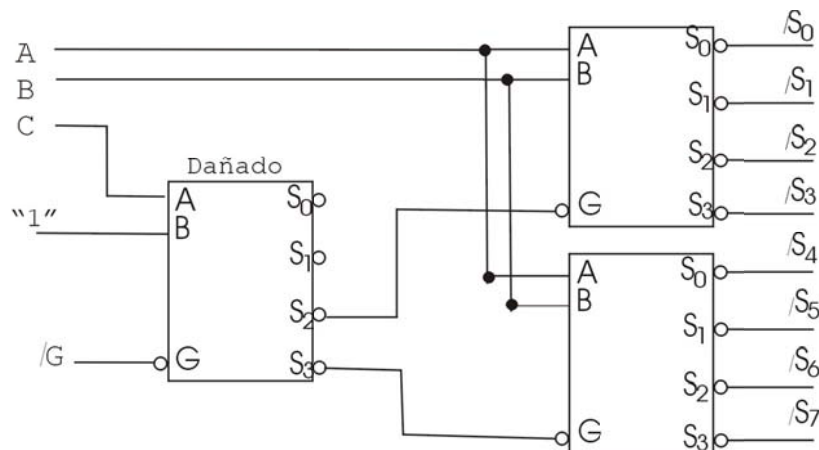 A
B
C
"1"
/G
Dañado
A
B
G
S0
S1
S2
S3
A
B
G
S0
S1
S2
S3
/S0
/S1
/S2
/S3
A
B
G
S0
S1
S2
S3
/S4
/S5
/S6
/S7